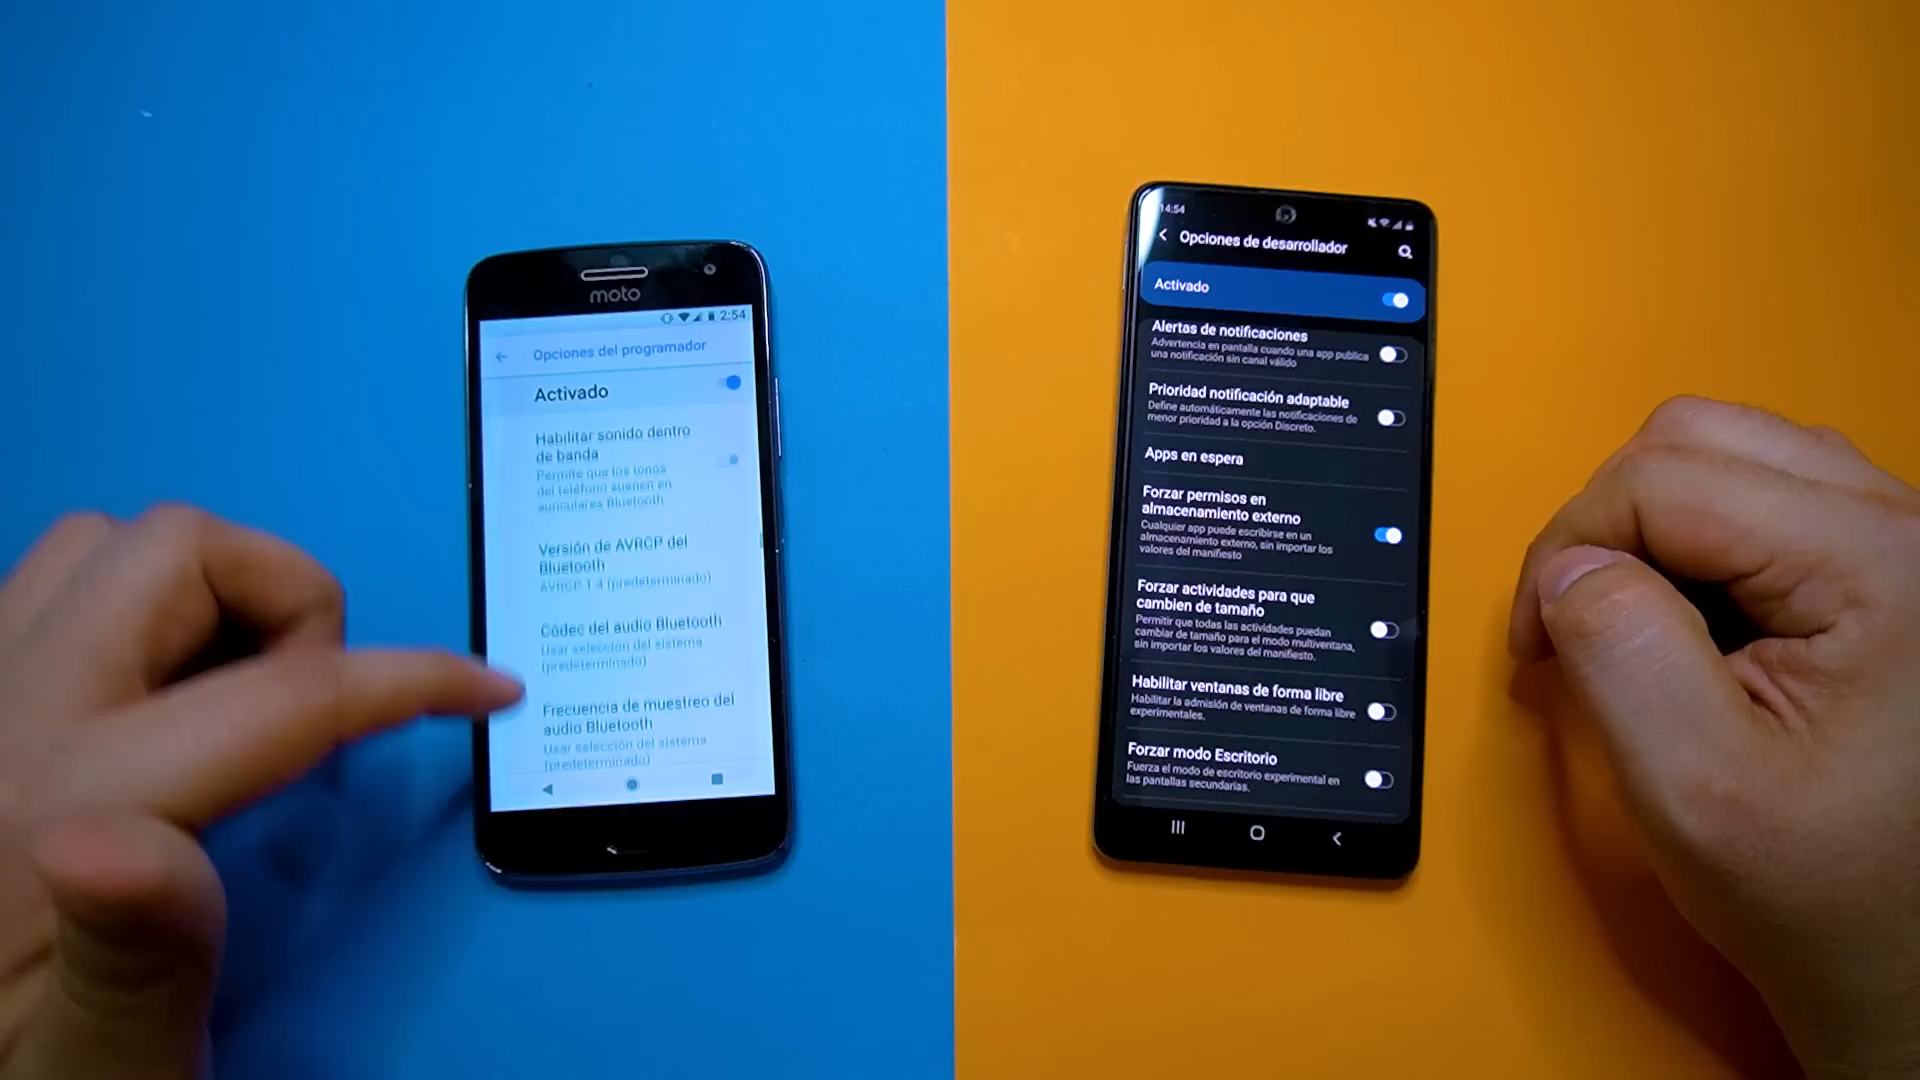 moto
2:54
Opciones del programador
Activado
Habilitar sonido dentro
de banda
Permite que los tonos
del teléfono suenen en
auriculares Bluetooth
Versión de AVRCP del
Bluetooth
AVRCP 1.4 (predeterminado)
Códec del audio Bluetooth
Usar selección del sistema
(predeterminado)
Frecuencia de muestreo del
audio Bluetooth
Usar selección del sistema
(predeterminado)
14:54
Opciones de desarrollador
Activado
Alertas de notificaciones
Advertencia en pantalla cuando una app publica
una notificación sin canal válido
Prioridad notificación adaptable
Define automáticamente las notificaciones de
menor prioridad a la opción Discreto.
Apps en espera
Forzar permisos en
almacenamiento externo
Cualquier app puede escribirse en un
almacenamiento externo, sin importar los
valores del manifiesto
Forzar actividades para que
cambien de tamaño
Permitir que todas las actividades puedan
cambiar de tamaño para el modo multiventana,
sin importar los valores del manifiesto.
Habilitar ventanas de forma libre
Habilitar la admisión de ventanas de forma libre
experimentales.
Forzar modo Escritorio
Fuerza el modo de escritorio experimental en
las pantallas secundarias.